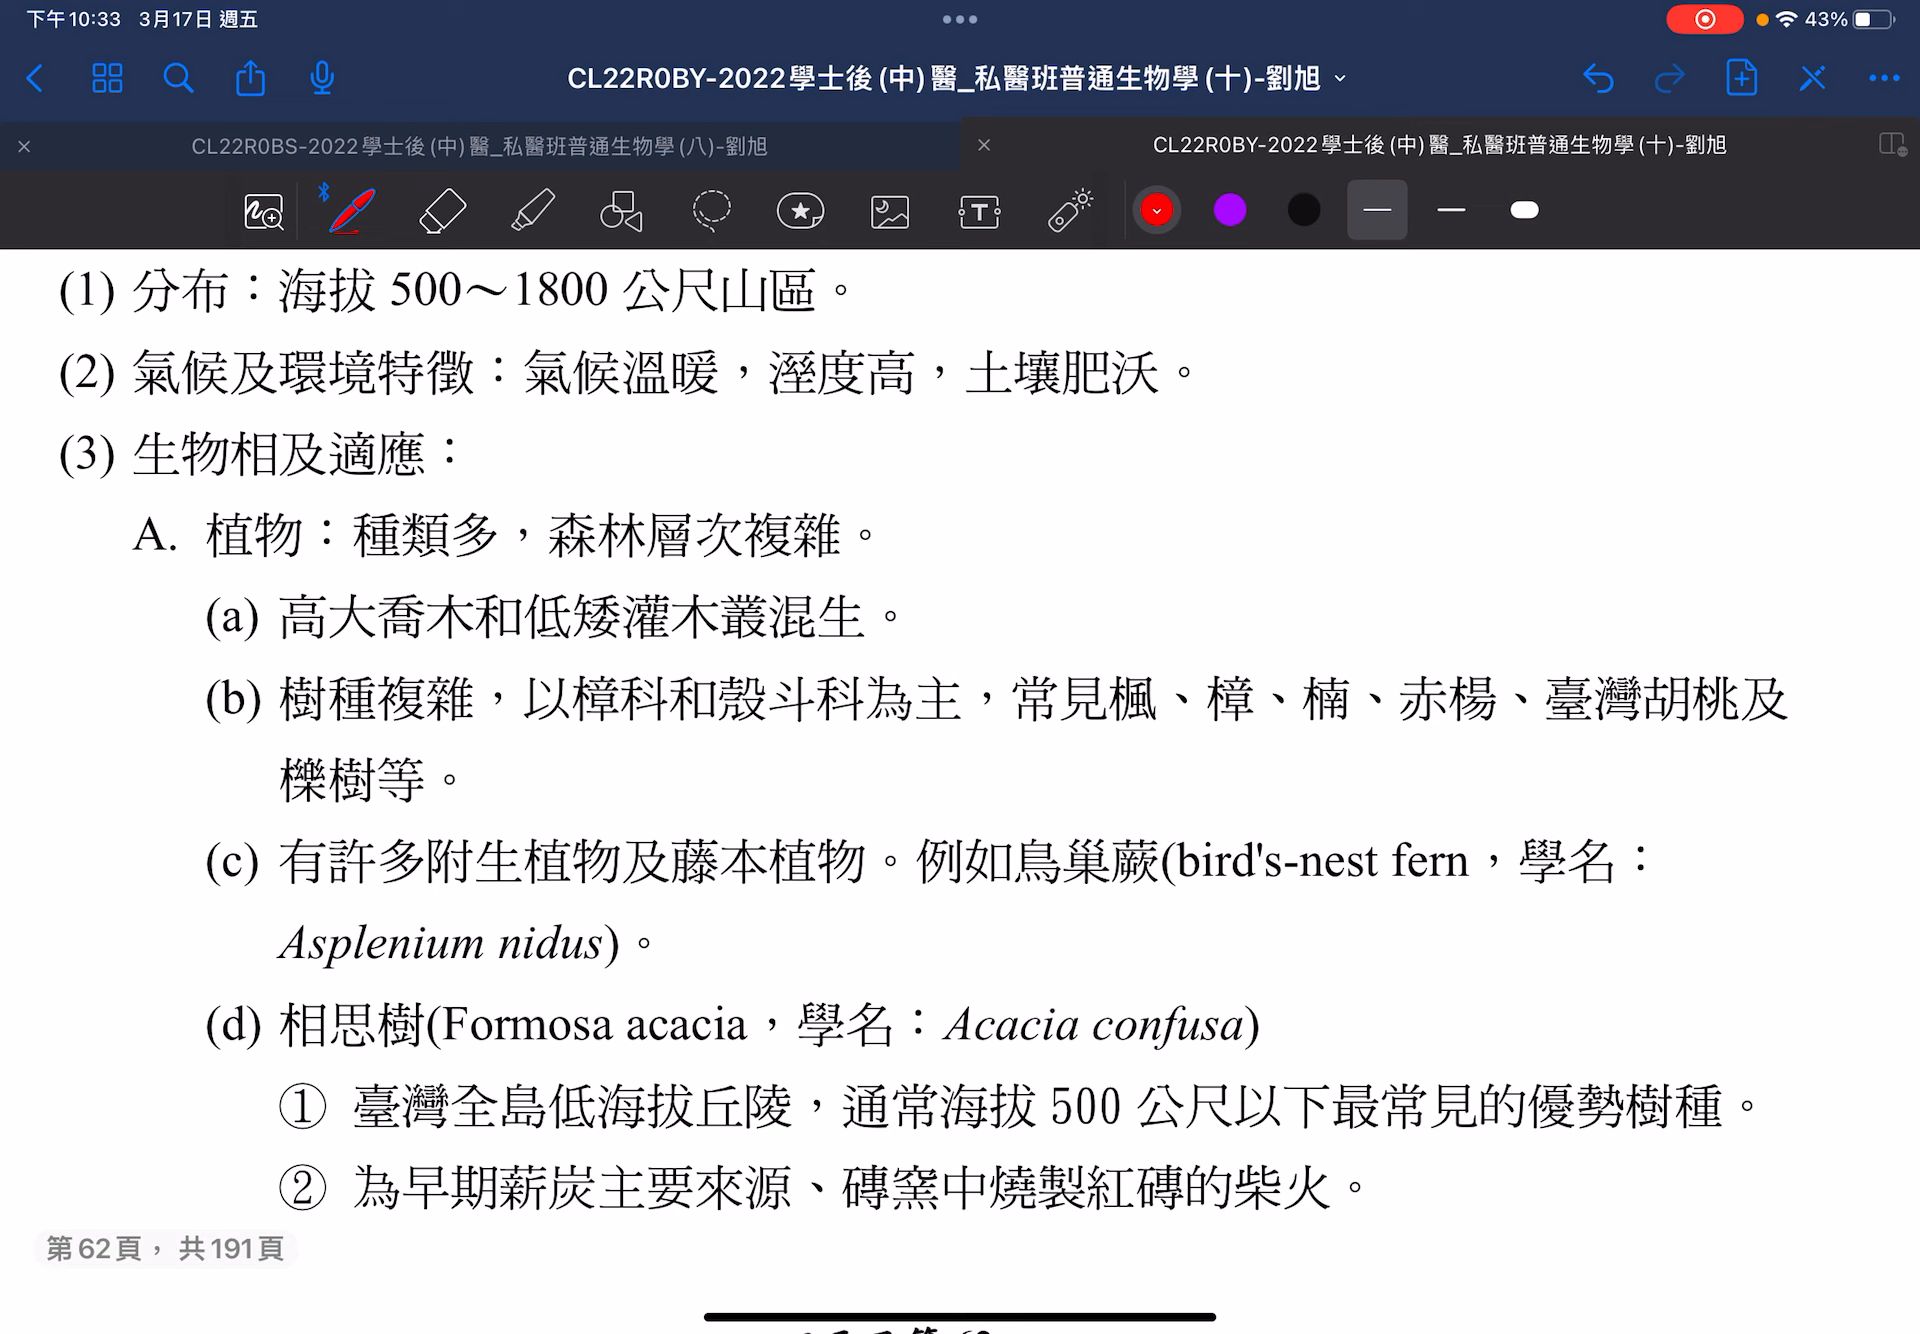 下午10:33 3月17日 週五
43%
CL22R0BY-2022學士後(中)醫_私醫班普通生物學(十)-劉旭
CL22R0BS-2022學士後(中)醫_私醫班普通生物學(八)-劉旭
CL22R0BY-2022學士後(中)醫_私醫班普通生物學(十)-劉旭
(1) 分布：海拔 500～1800 公尺山區。
(2) 氣候及環境特徵：氣候溫暖，溼度高，土壤肥沃。
(3) 生物相及適應：
A. 植物：種類多，森林層次複雜。
(a) 高大喬木和低矮灌木叢混生。
(b) 樹種複雜，以樟科和殼斗科為主，常見楓、樟、楠、赤楊、臺灣胡桃及
櫟樹等。
(c) 有許多附生植物及藤本植物。例如鳥巢蕨(bird's-nest fern，學名：
Asplenium nidus)。
(d) 相思樹(Formosa acacia，學名：Acacia confusa)
① 臺灣全島低海拔丘陵，通常海拔 500 公尺以下最常見的優勢樹種。
② 為早期薪炭主要來源、磚窯中燒製紅磚的柴火。
第62頁，共191頁